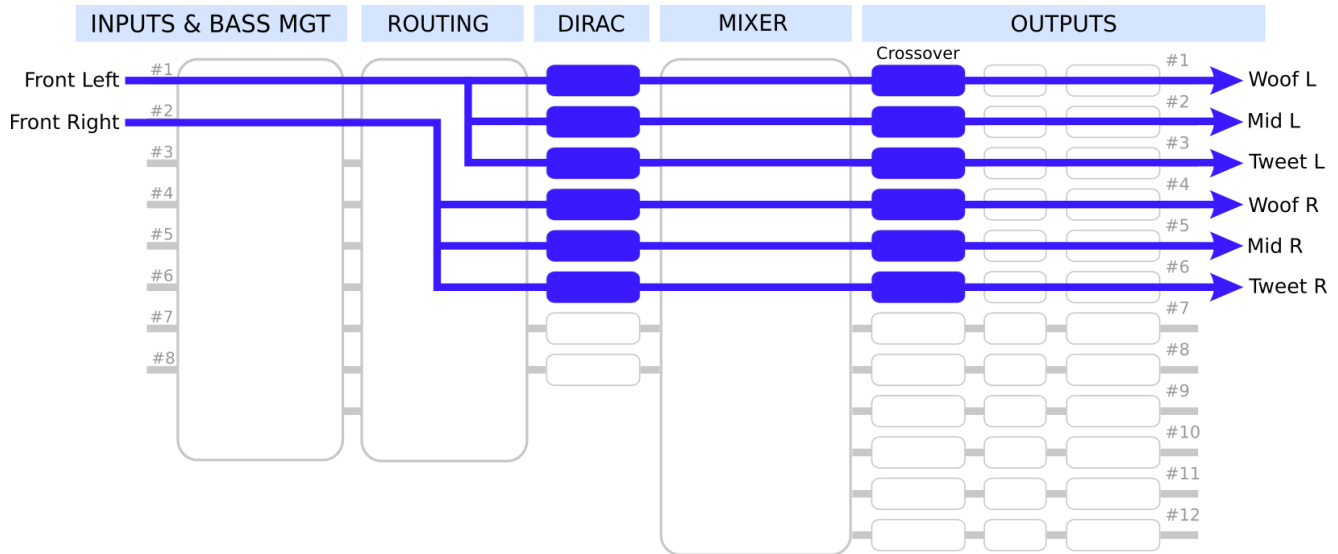 INPUTS & BASS MGT
ROUTING
DIRAC
MIXER
OUTPUTS
Crossover
Front Left
#1
#1
Woof L
Front Right
#2
#2
Mid L
#3
#3
Tweet L
#4
#4
Woof R
#5
#5
Mid R
#6
#6
Tweet R
#7
#7
#8
#8
#9
#10
#11
#12